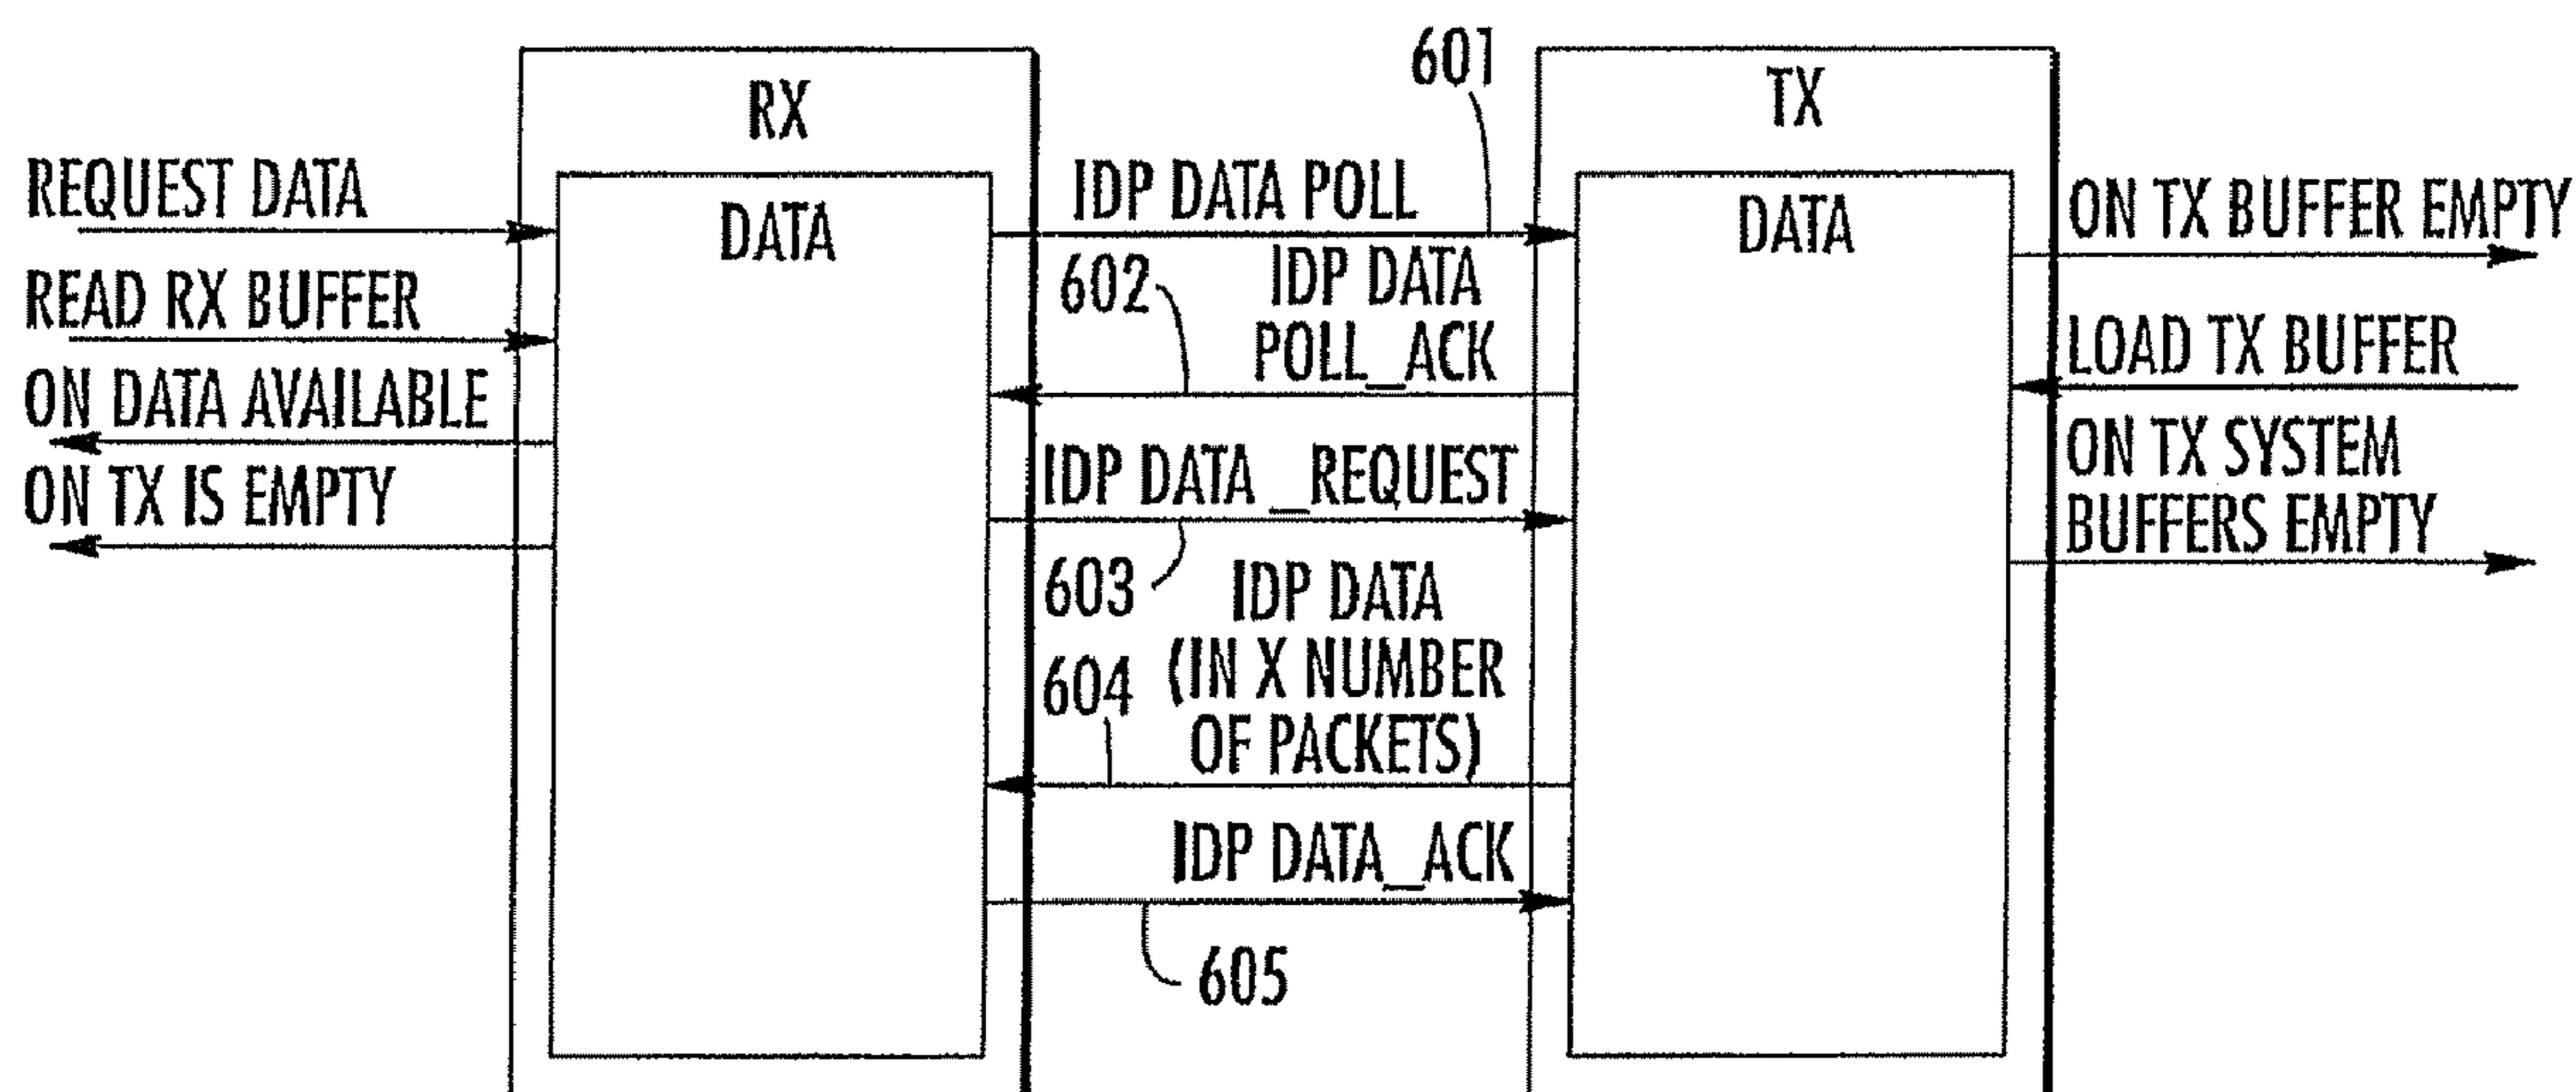 REQUEST DATA
READ RX BUFFER
ON DATA AVAILABLE
ON TX IS EMPTY
RX
DATA
601
IDP DATA POLL
602
IDP DATA
POLL_ACK
IDP DATA _REQUEST
603
IDP DATA
(IN X NUMBER
OF PACKETS)
604
IDP DATA_ACK
605
TX
DATA
ON TX BUFFER EMPTY
LOAD TX BUFFER
ON TX SYSTEM
BUFFERS EMPTY